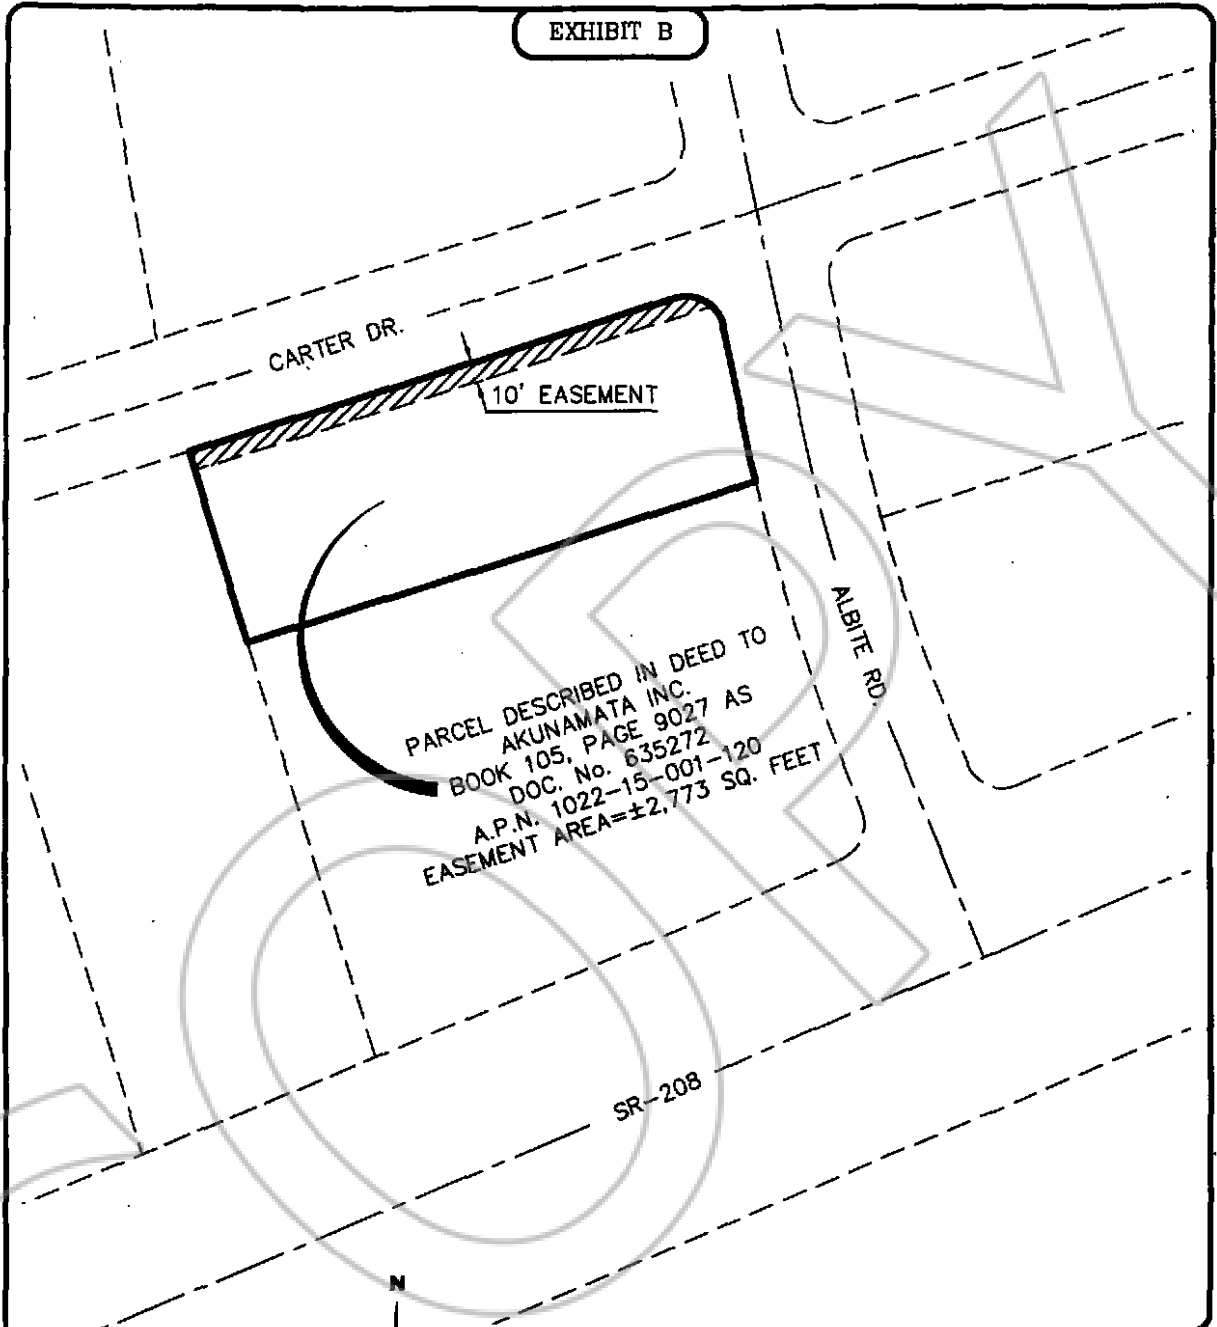 EXHIBIT B
CARTER DR.
10' EASEMENT
ALBITE RD.
PARCEL DESCRIBED IN DEED TO
AKUNAMATA INC.
BOOK 105, PAGE 9027 AS
DOC. No. 635272
A.P.N. 1022-15-001-120
EASEMENT AREA=±2,773 SQ. FEET
SR-208
N
COPY